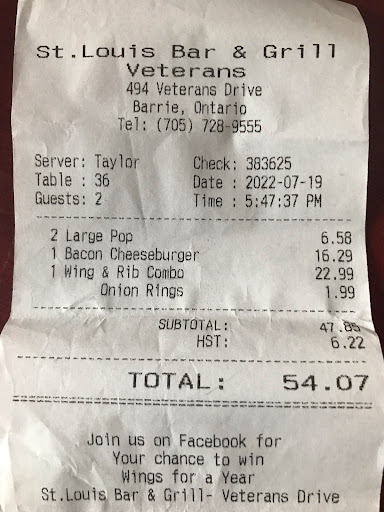 St.Louis Bar & Grill
Veterans
494 Veterans Drive
Barrie, Ontario
Tel: (705) 728-9555
Server: Taylor Check: 383625
Table : 36 Date : 2022-07-19
Guests: 2 Time : 5:47:37 PM
2 Large Pop 6.58
1 Bacon Cheeseburger 16.29
1 Wing & Rib Combo 22.99
Onion Rings 1.99
SUBTOTAL: 47.85
HST: 6.22
TOTAL: 54.07
Join us on Facebook for
Your chance to win
Wings for a Year
St.Louis Bar & Grill- Veterans Drive